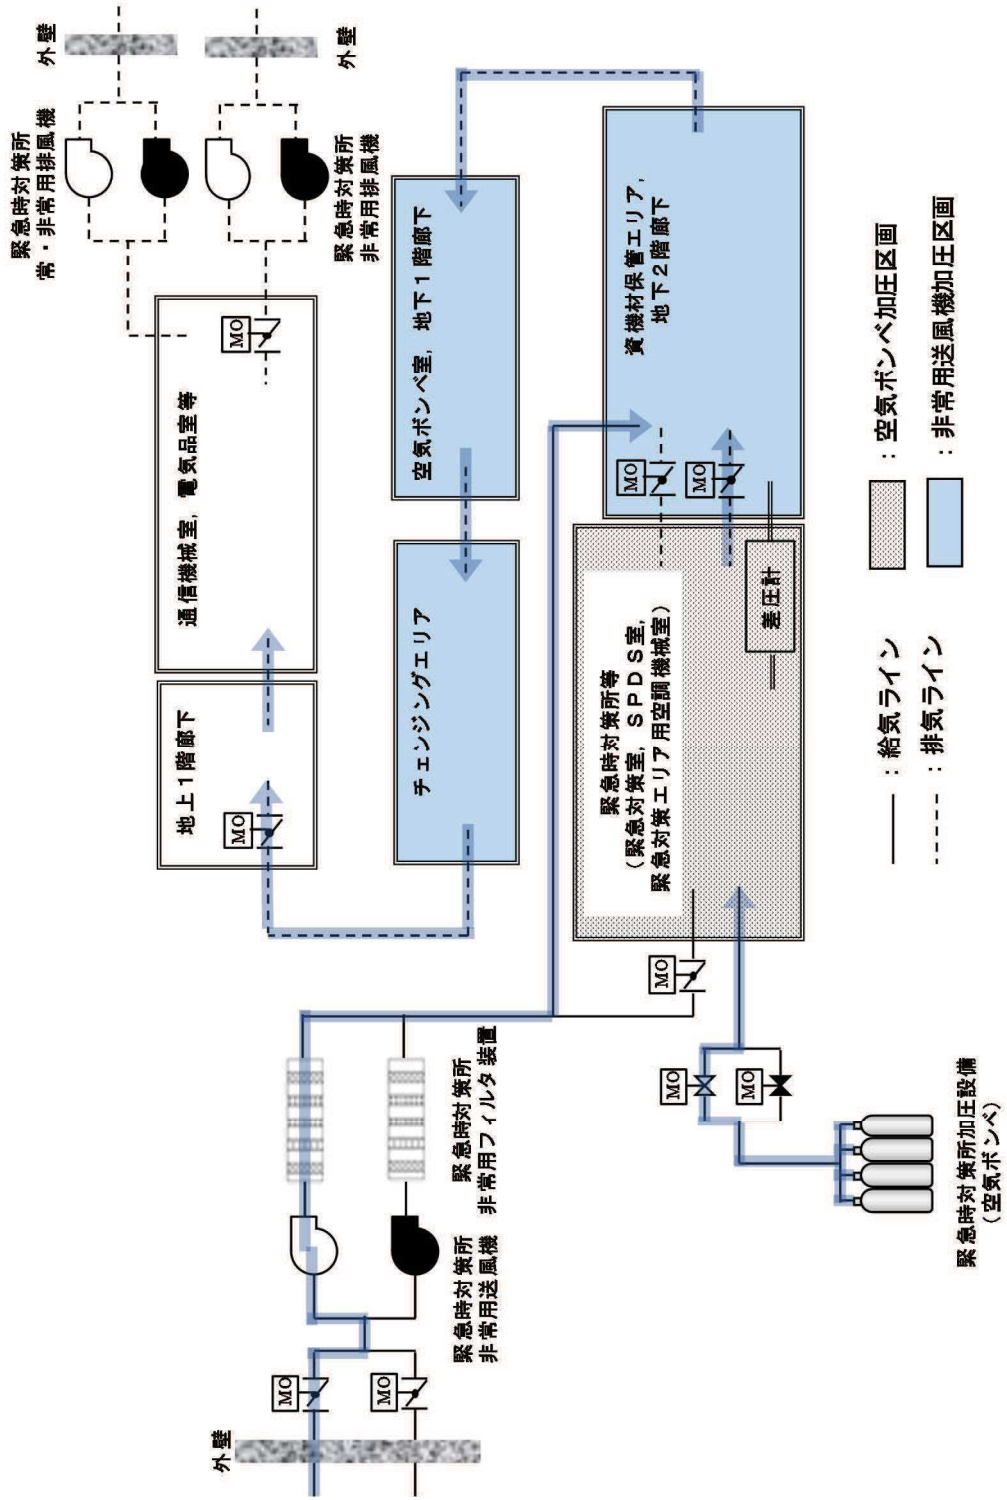 外壁
MO
MO
緊急時対策所
非常用送風機
緊急時対策所
非常用フィルタ装置
地上1階廊下
MO
通信機械室,電気品室等
MO
緊急時対策所
常・非常用排風機
外壁
緊急時対策所
非常用排風機
外壁
チェンジングエリア
空気ボンベ室,地下1階廊下
MO
緊急時対策所等
(緊急対策室,SPDS室,
緊急対策エリア用空調機械室)
差圧計
MO
MO
資機材保管エリア,
地下2階廊下
MO
MO
緊急時対策所加圧設備
(空気ボンベ)
:給気ライン
:排気ライン
:空気ボンベ加圧区画
:非常用送風機加圧区画